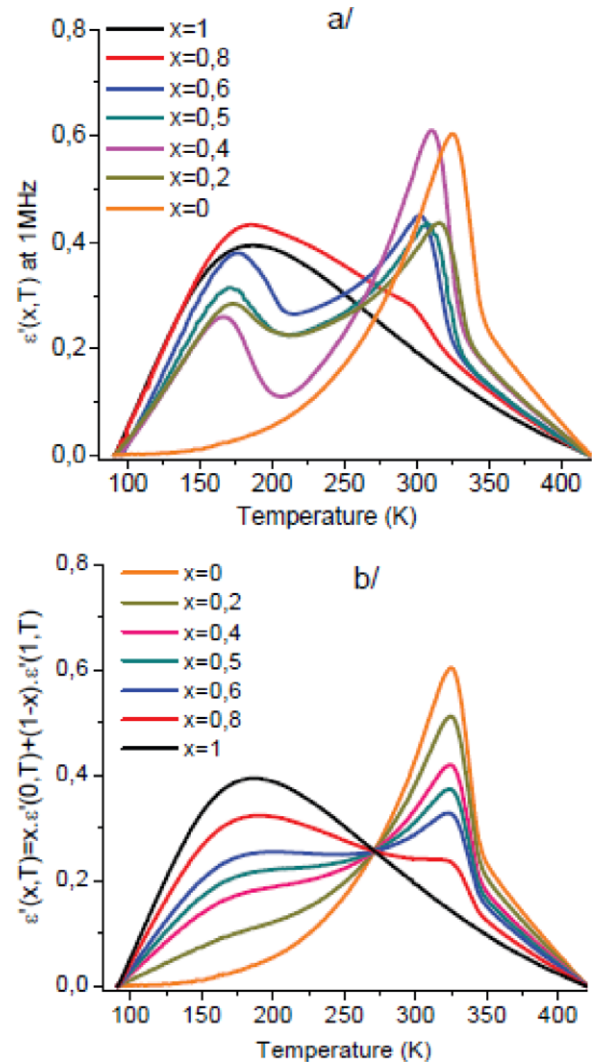 a/
x=1
x=0,8
x=0,6
x=0,5
x=0,4
x=0,2
x=0
ε'(x,T) at 1MHz
0,8
0,6
0,4
0,2
0,0
100 150 200 250 300 350 400
Temperature (K)
b/
x=0
x=0,2
x=0,4
x=0,5
x=0,6
x=0,8
x=1
ε'(x,T)=x.ε'(0,T)+(1-x).ε'(1,T)
0,8
0,6
0,4
0,2
0,0
100 150 200 250 300 350 400
Temperature (K)